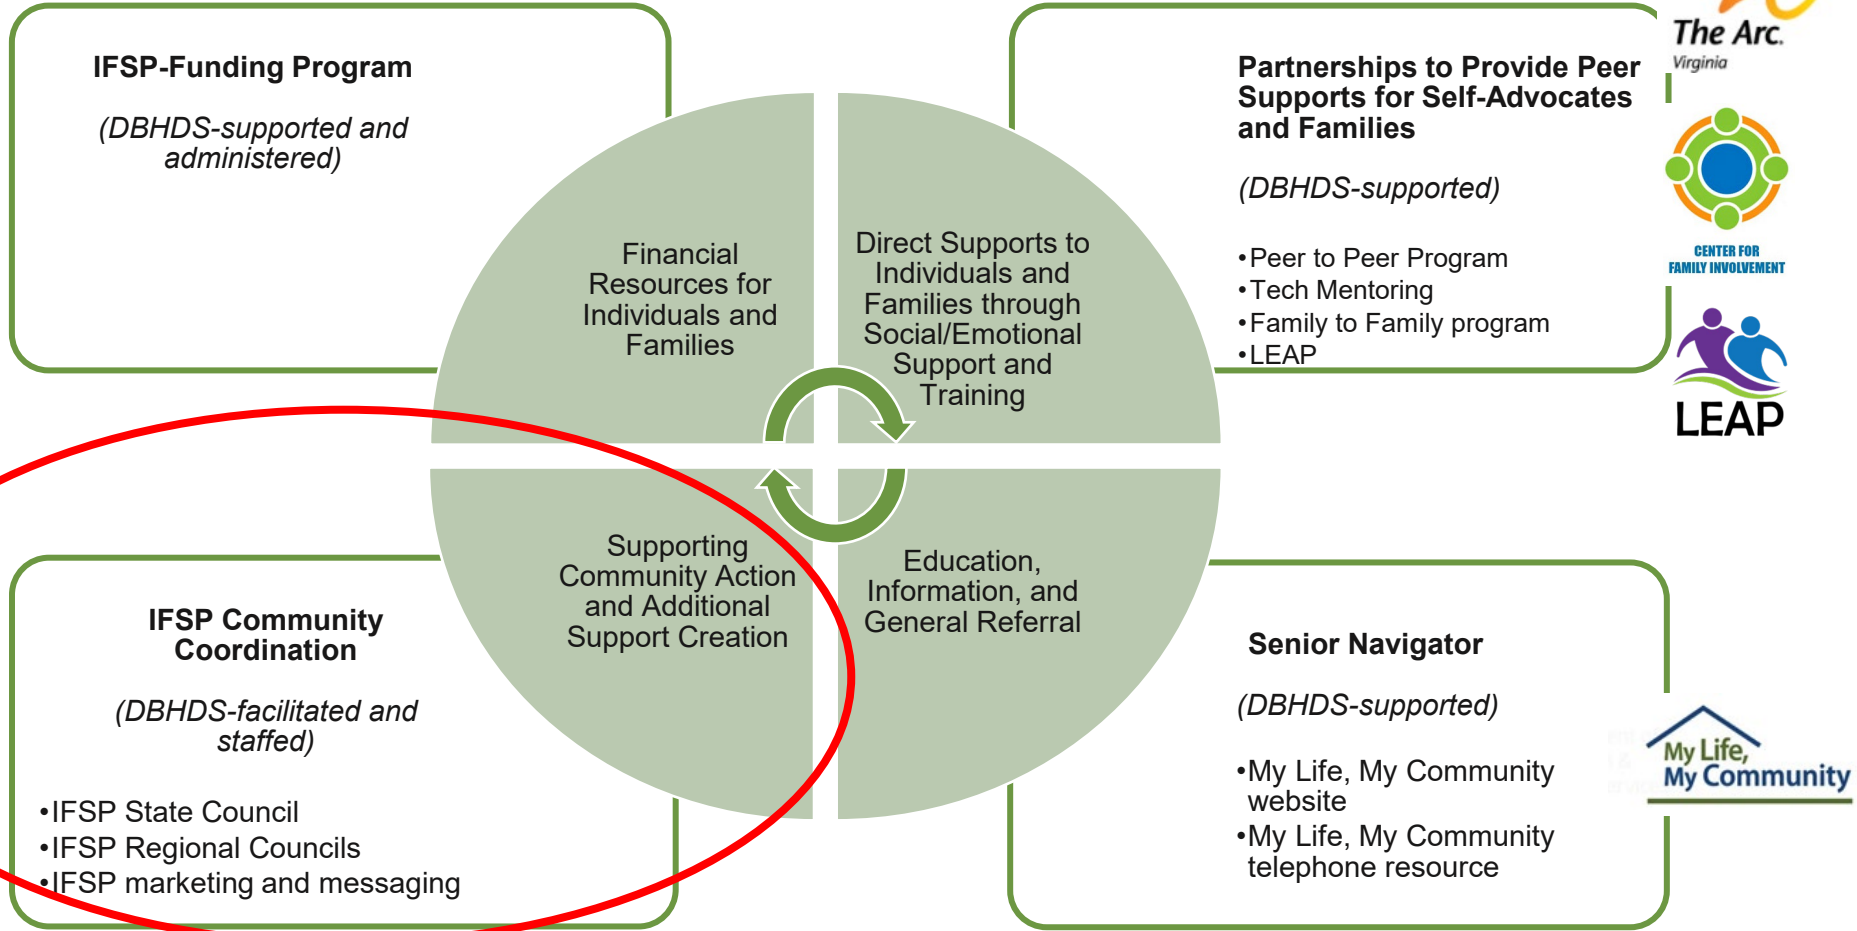 IFSP-Funding Program
(DBHDS-supported and
administered)
Partnerships to Provide Peer
Supports for Self-Advocates
and Families
(DBHDS-supported)
•Peer to Peer Program
•Tech Mentoring
•Family to Family program
•LEAP
The Arc.
Virginia
CENTER FOR
FAMILY INVOLVEMENT
LEAP
Financial
Resources for
Individuals and
Families
Direct Supports to
Individuals and
Families through
Social/Emotional
Support and
Training
Supporting
Community Action
and Additional
Support Creation
Education,
Information, and
General Referral
IFSP Community
Coordination
(DBHDS-facilitated and
staffed)
•IFSP State Council
•IFSP Regional Councils
•IFSP marketing and messaging
Senior Navigator
(DBHDS-supported)
•My Life, My Community
website
•My Life, My Community
telephone resource
My Life,
My Community